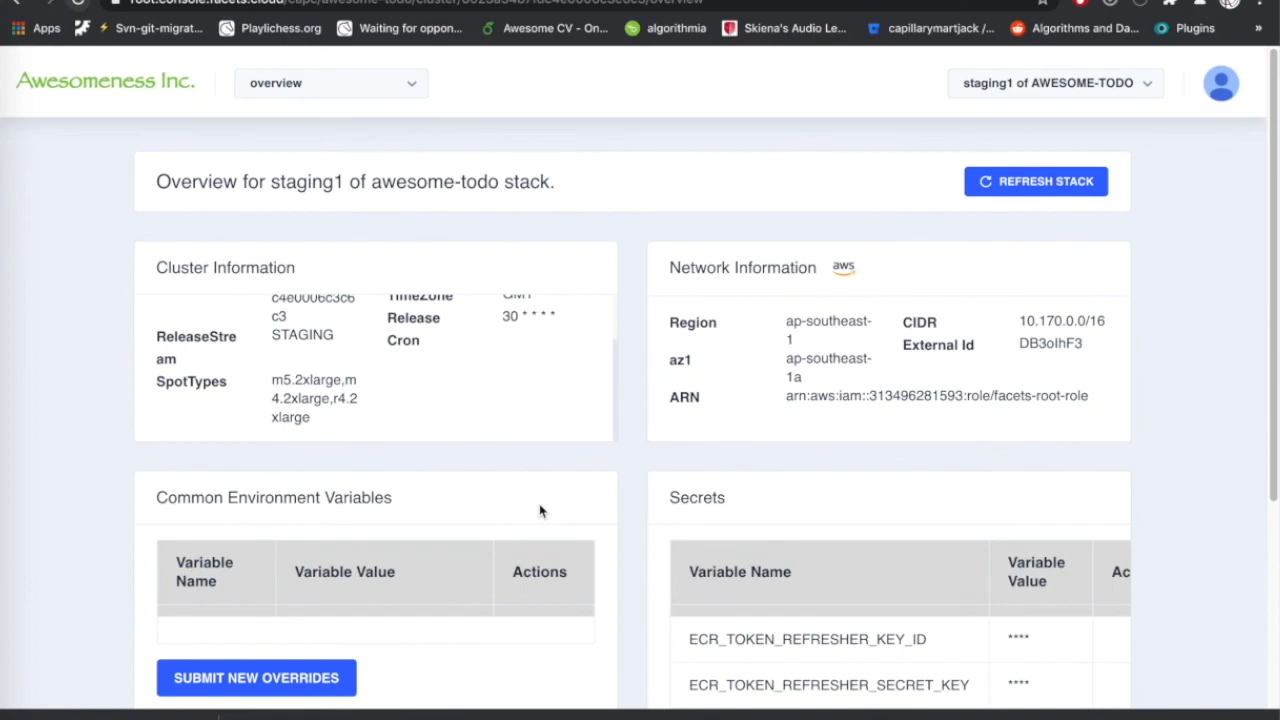 Apps
Svn-git-migrat...
Playlichess.org
Waiting for oppon...
Awesome CV - On...
algorithmia
Skiena's Audio Le...
capillarymartjack /...
Algorithms and Da...
Plugins
»
Awesomeness Inc.
overview
staging1 of AWESOME-TODO
Overview for staging1 of awesome-todo stack.
REFRESH STACK
Cluster Information
c4e0006c3c6
c3
TimeZone
GMT
Release
Cron
30 * * * *
ReleaseStre
am
STAGING
SpotTypes
m5.2xlarge,m
4.2xlarge,r4.2
xlarge
Network Information
aws
Region
ap-southeast-
1
CIDR
10.170.0.0/16
az1
ap-southeast-
1a
External Id
DB3oIhF3
ARN
arn:aws:iam::313496281593:role/facets-root-role
Common Environment Variables
Variable
Name
Variable Value
Actions
SUBMIT NEW OVERRIDES
Secrets
Variable Name
Variable
Value
Ac
ECR_TOKEN_REFRESHER_KEY_ID
****
ECR_TOKEN_REFRESHER_SECRET_KEY
****